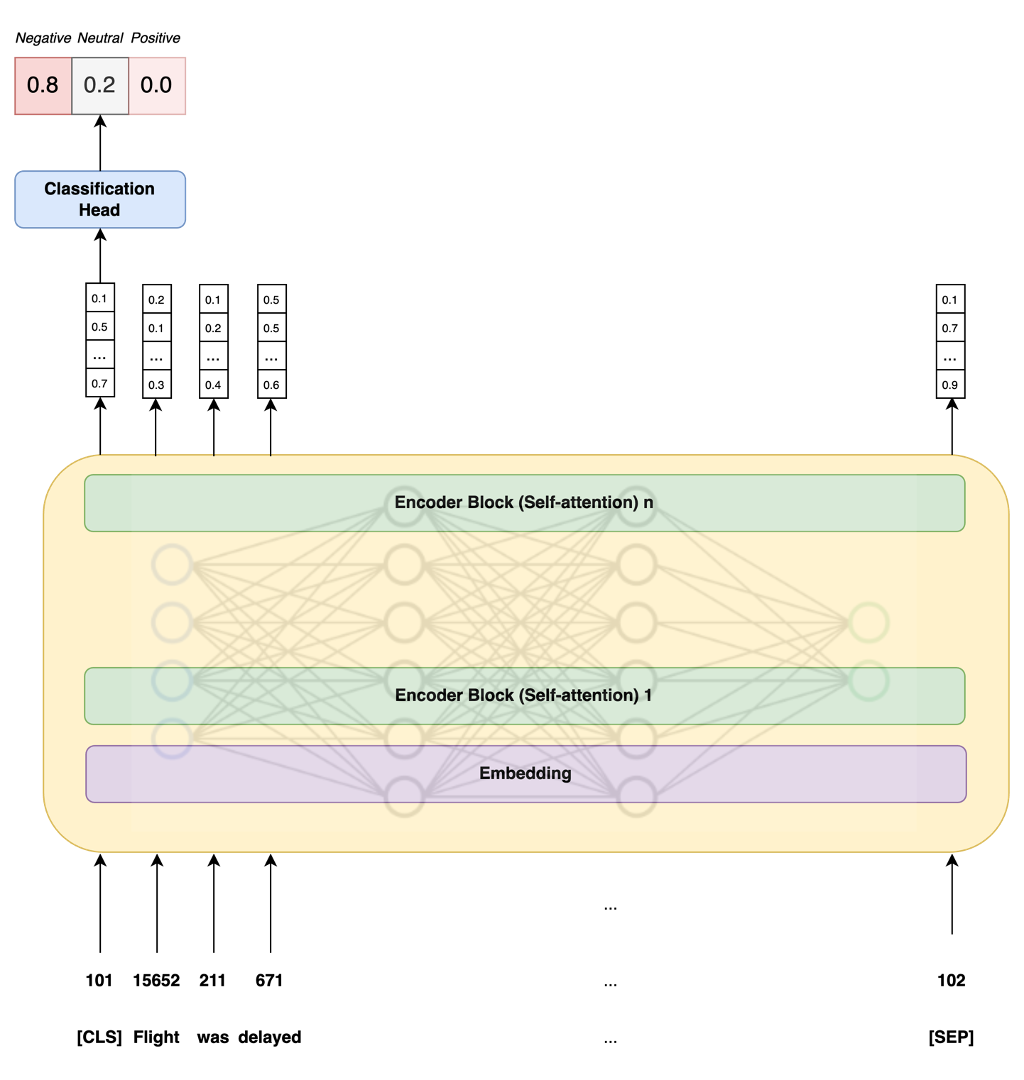 Negative Neutral Positive
0.8 0.2 0.0
Classification
Head
0.1 0.2 0.1 0.5 0.1
0.5 0.1 0.2 0.5 0.7
... ... ... ... ...
0.7 0.3 0.4 0.6 0.9
Encoder Block (Self-attention) n
Encoder Block (Self-attention) 1
Embedding
...
101 15652 211 671 ... 102
[CLS] Flight was delayed ... [SEP]